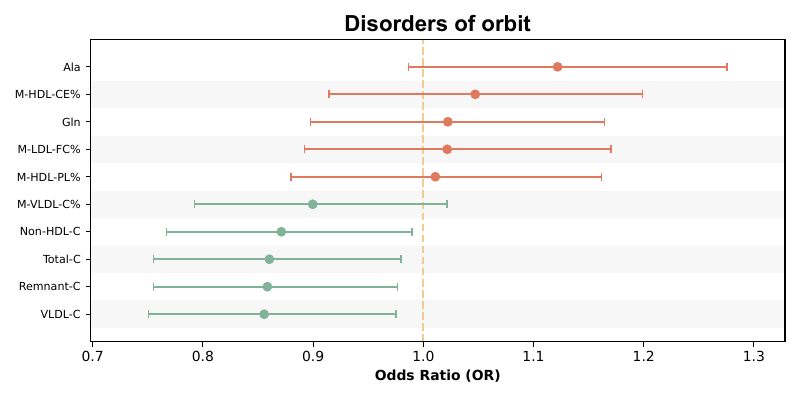 Disorders of orbit
Ala
M-HDL-CE%
Gln
M-LDL-FC%
M-HDL-PL%
M-VLDL-C%
Non-HDL-C
Total-C
Remnant-C
VLDL-C
0.7 0.8 0.9 1.0 1.1 1.2 1.3
Odds Ratio (OR)